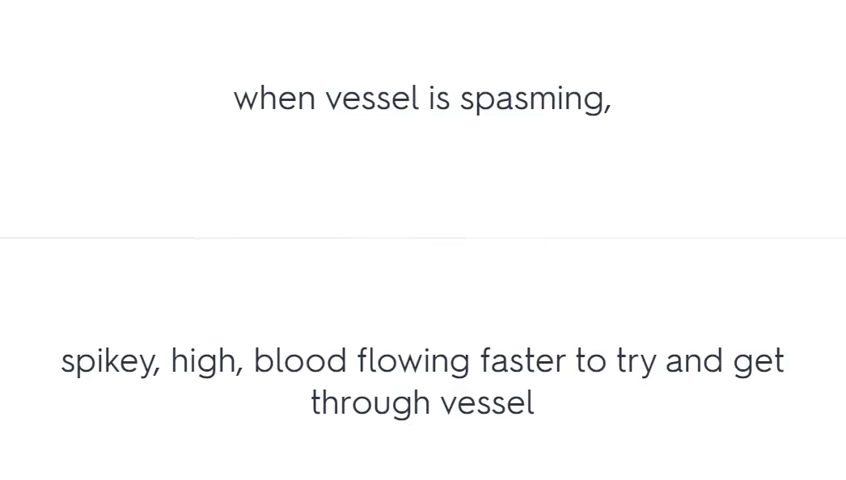 when vessel is spasming,
spikey, high, blood flowing faster to try and get
through vessel